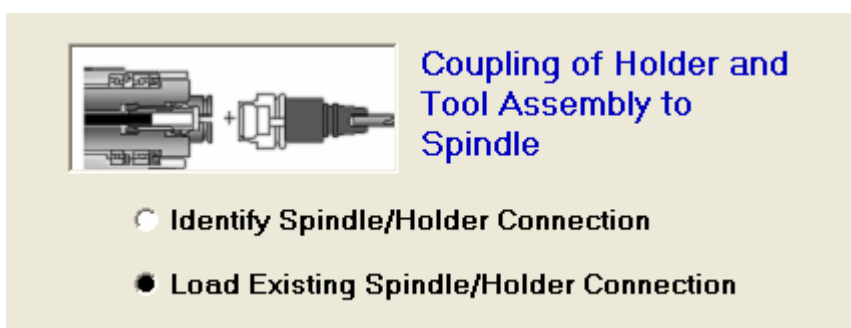 Coupling of Holder and
Tool Assembly to
Spindle
Identify Spindle/Holder Connection
Load Existing Spindle/Holder Connection